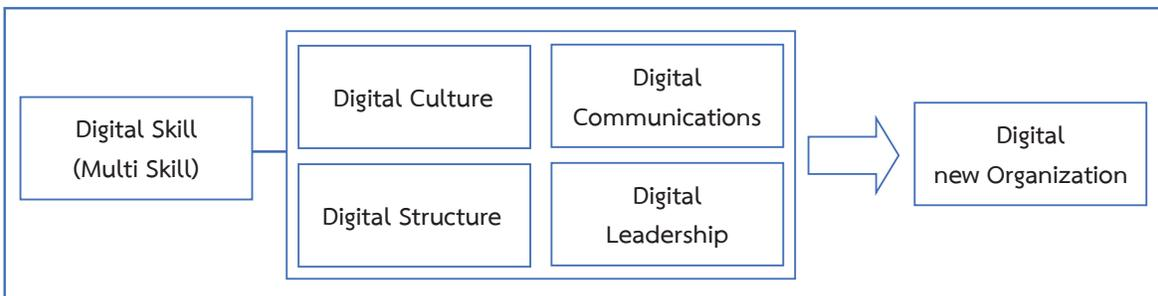 Digital Skill
(Multi Skill)
Digital Culture
Digital
Communications
Digital Structure
Digital
Leadership
Digital
new Organization